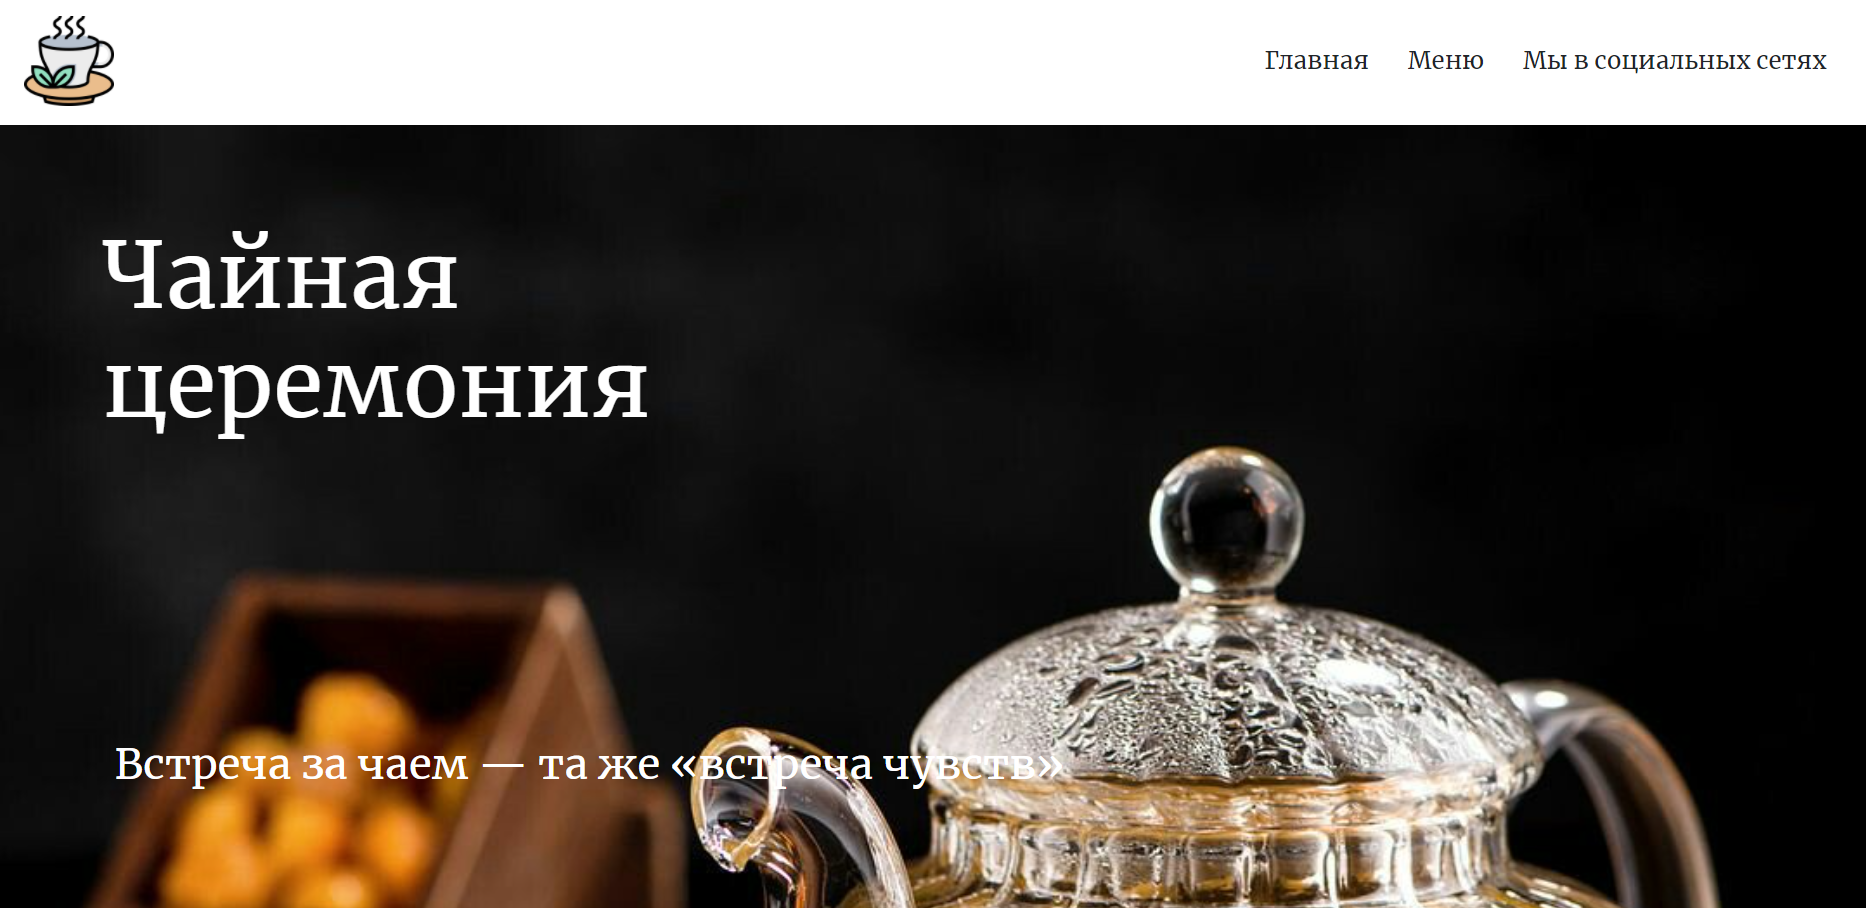 Главная Меню Мы в социальных сетях
Чайная
церемония
Встреча за чаем — та же «встреча чувств»